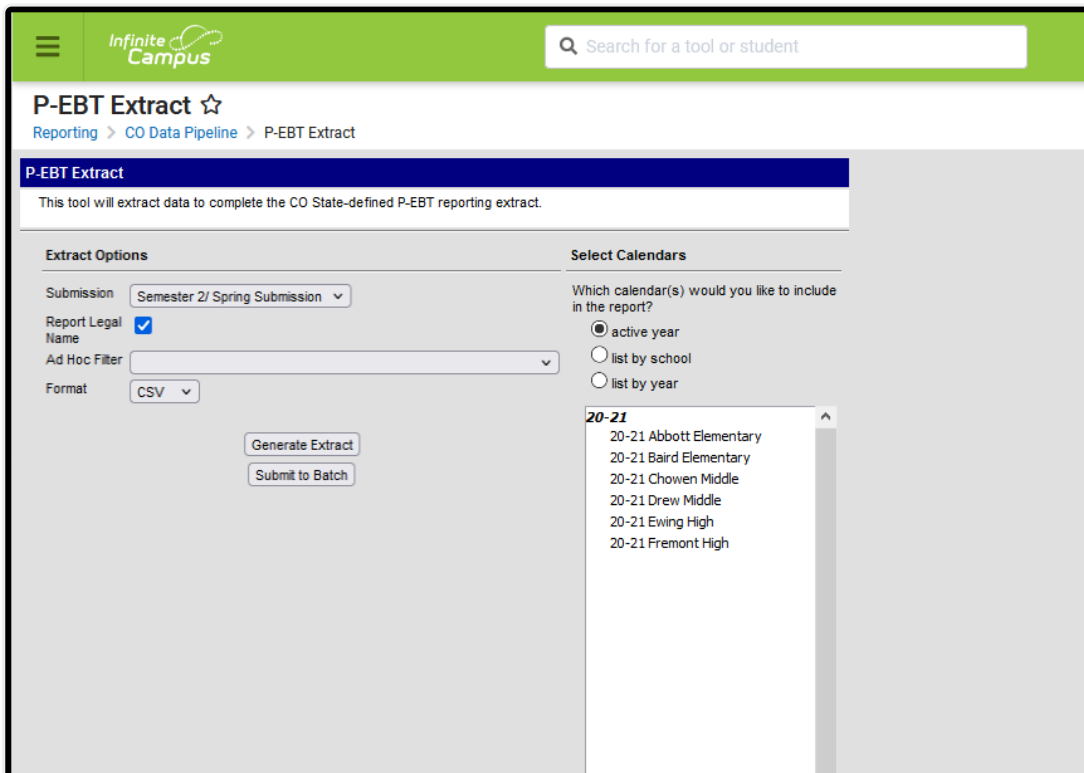 Infinite
Campus
Search for a tool or student
P-EBT Extract
Reporting > CO Data Pipeline > P-EBT Extract
P-EBT Extract
This tool will extract data to complete the CO State-defined P-EBT reporting extract.
Extract Options
Submission
Semester 2/ Spring Submission
Report Legal
Name
Ad Hoc Filter
Format
CSV
Generate Extract
Submit to Batch
Select Calendars
Which calendar(s) would you like to include
in the report?
active year
list by school
list by year
20-21
20-21 Abbott Elementary
20-21 Baird Elementary
20-21 Chowen Middle
20-21 Drew Middle
20-21 Ewing High
20-21 Fremont High